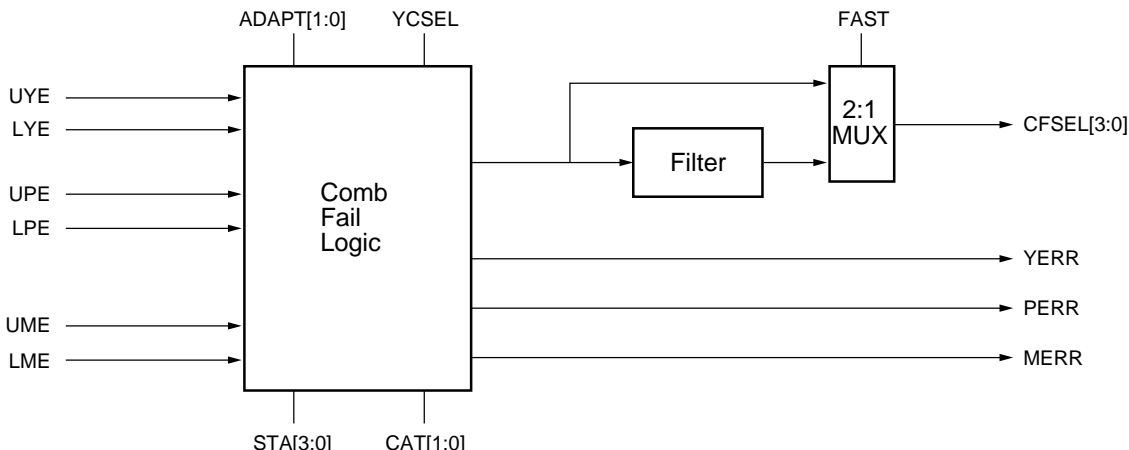 ADAPT[1:0] YCSEL FAST
UYE
LYE
UPE
LPE
UME
LME
Comb
Fail
Logic
Filter
2:1
MUX
CFSEL[3:0]
YERR
PERR
MERR
STA[3:0] CAT[1:0]